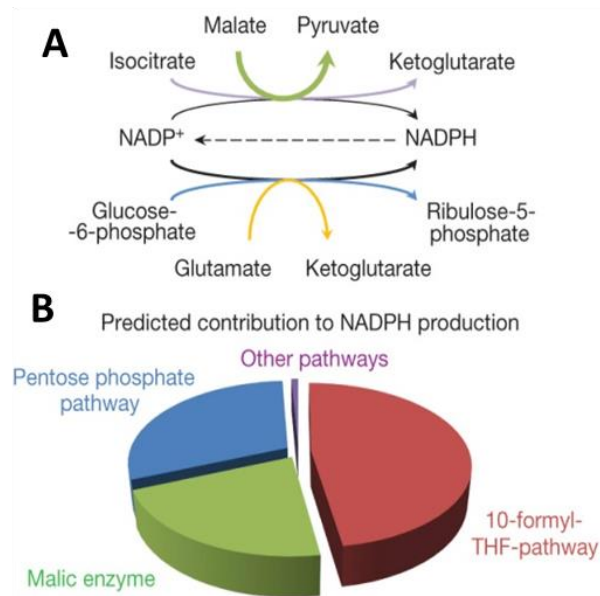 A
Malate Pyruvate
Isocitrate Ketoglutarate
NADP+ NADPH
Glucose-
-6-phosphate
Ribulose-5-
phosphate
Glutamate Ketoglutarate
B
Predicted contribution to NADPH production
Other pathways
Pentose phosphate
pathway
10-formyl-
THF-pathway
Malic enzyme